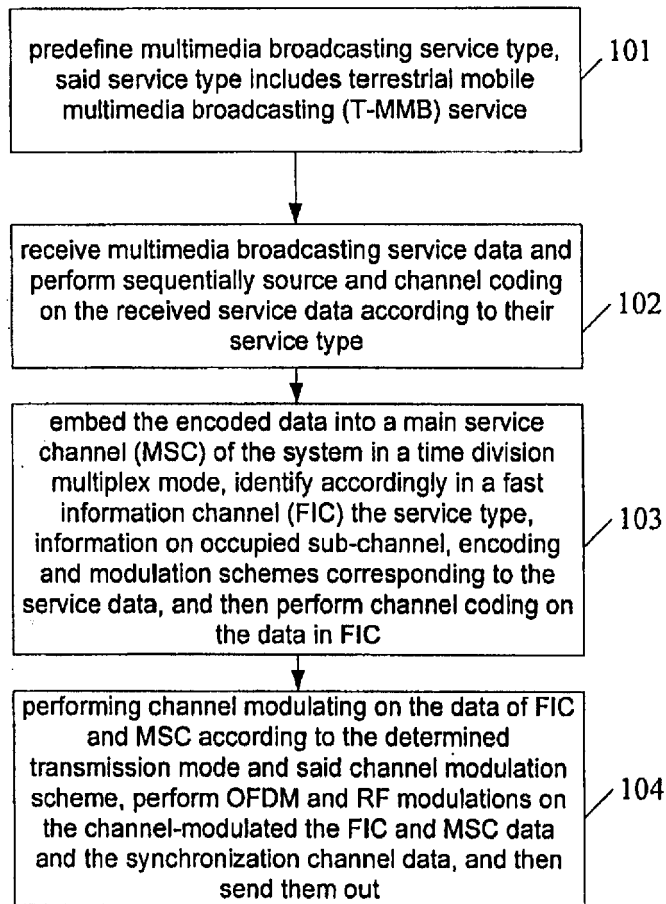 predefine multimedia broadcasting service type,
said service type includes terrestrial mobile
multimedia broadcasting (T-MMB) service
101
receive multimedia broadcasting service data and
perform sequentially source and channel coding
on the received service data according to their
service type
102
embed the encoded data into a main service
channel (MSC) of the system in a time division
multiplex mode, identify accordingly in a fast
information channel (FIC) the service type,
information on occupied sub-channel, encoding
and modulation schemes corresponding to the
service data, and then perform channel coding on
the data in FIC
103
performing channel modulating on the data of FIC
and MSC according to the determined
transmission mode and said channel modulation
scheme, perform OFDM and RF modulations on
the channel-modulated the FIC and MSC data
and the synchronization channel data, and then
send them out
104